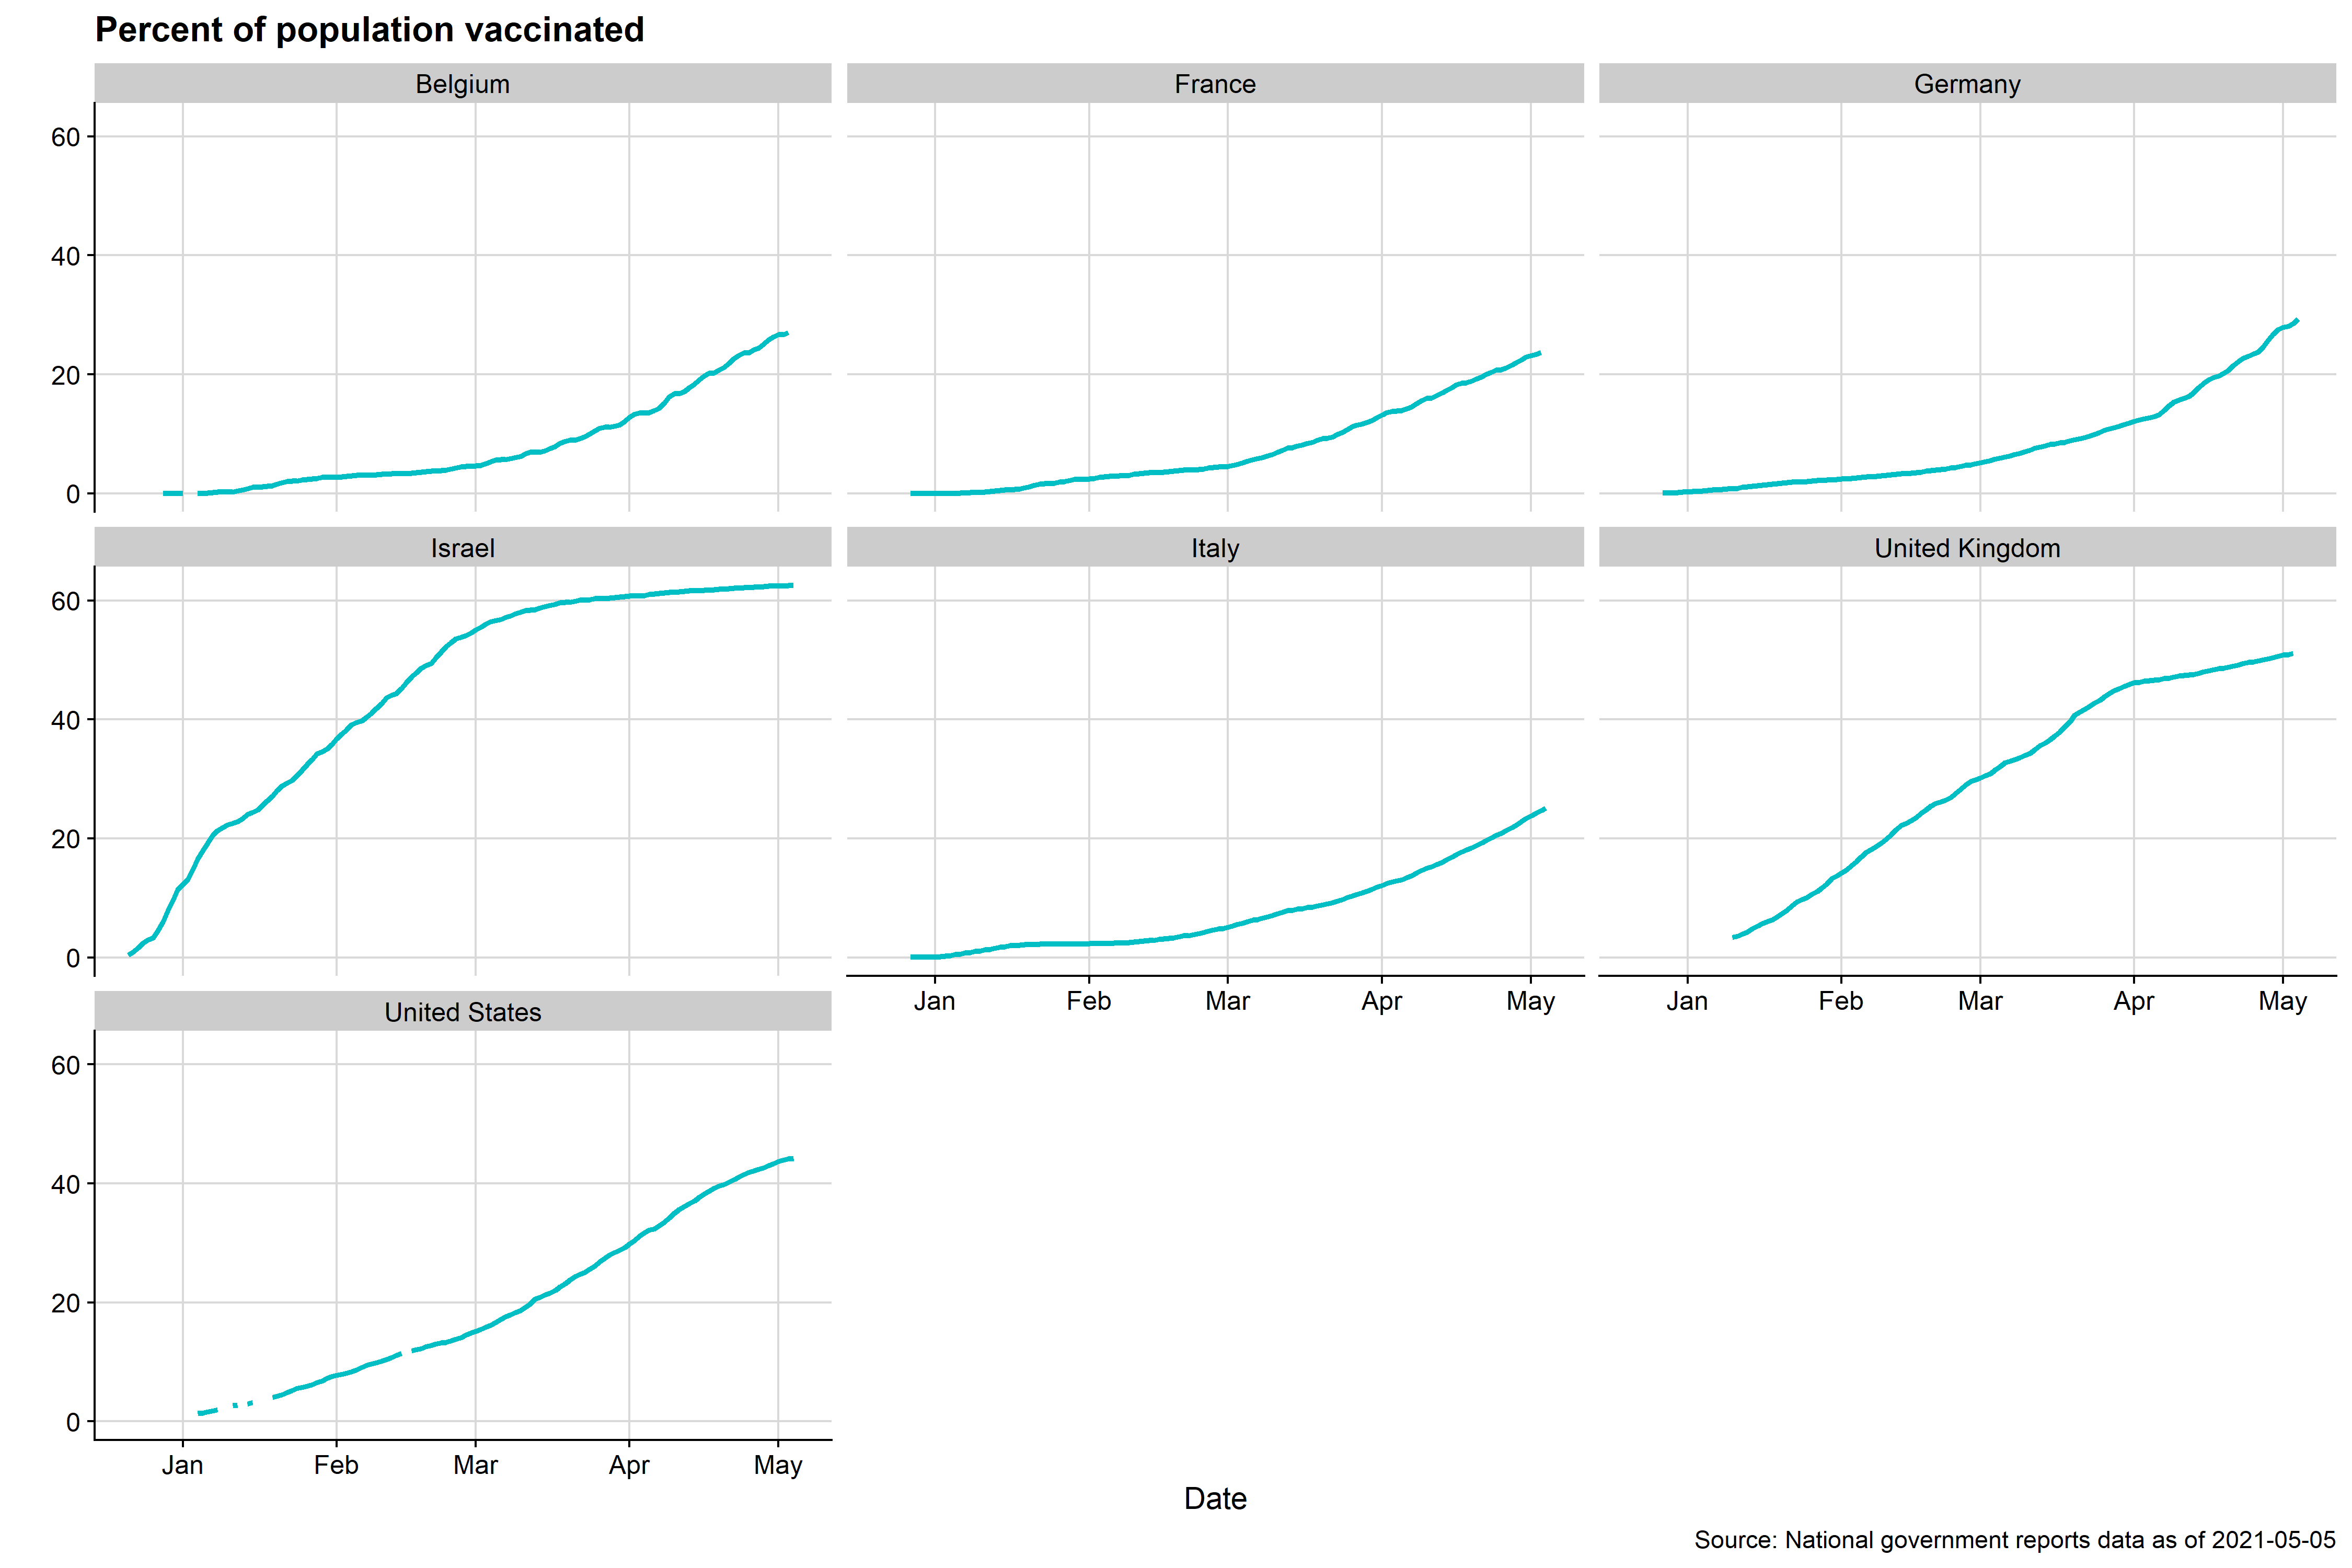 Percent of population vaccinated
Belgium
France
Germany
60
40
20
0
Israel
Italy
United Kingdom
60
40
20
0
Jan Feb Mar Apr May
Jan Feb Mar Apr May
United States
60
40
20
0
Jan Feb Mar Apr May
Date
Source: National government reports data as of 2021-05-05